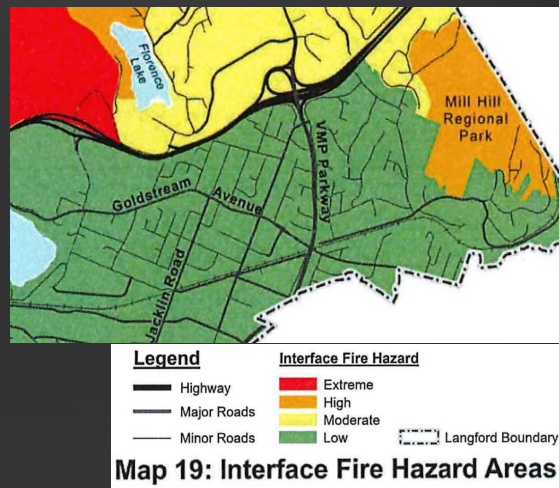 Florence
Lake
Mill Hill
Regional
Park
VMP Parkway
Goldstream Avenue
Jacklin Road
Legend
Highway
Major Roads
Minor Roads
Interface Fire Hazard
Extreme
High
Moderate
Low
Langford Boundary
Map 19: Interface Fire Hazard Areas